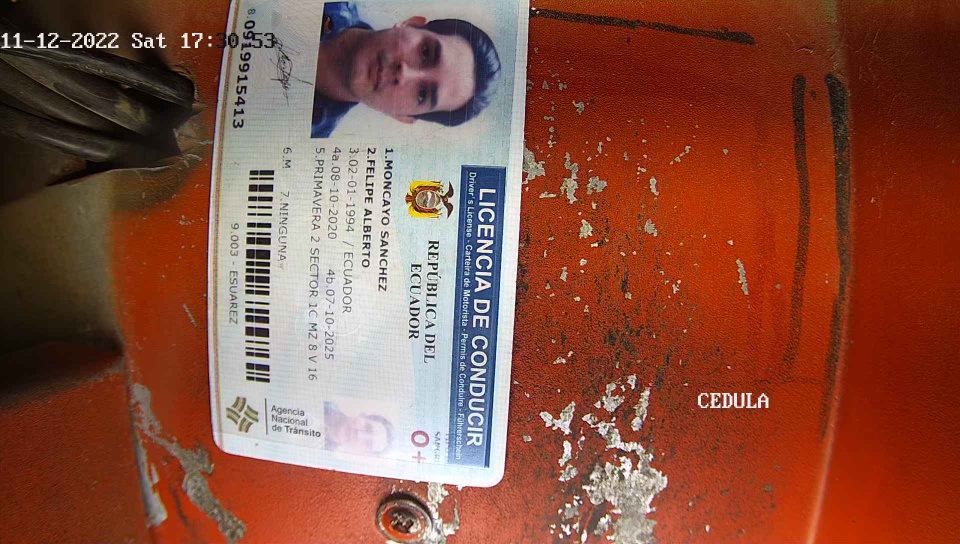 11-12-2022 Sat 17:30:53
CEDULA
LICENCIA DE CONDUCIR
Driver's License - Carteira de Motorista - Permis de Conduire - Führerschein
REPÚBLICA DEL
ECUADOR
1.MONCAYO SANCHEZ
2.FELIPE ALBERTO
3.02-01-1994 / ECUADOR
4a.08-10-2020 4b.07-10-2025
5.PRIMAVERA 2 SECTOR 1C MZ 8 V 16
6.M 7.NINGUNA
8.0919915413
9.003 - ESUAREZ
O+
Agencia
Nacional
de Tránsito